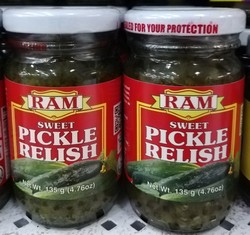 SEALED FOR YOUR PROTECTION
RAM
SWEET
PICKLE
RELISH
Net Wt. 135 g (4.76oz)
RAM
SWEET
PICKLE
RELISH
Net Wt. 135 g (4.76oz)